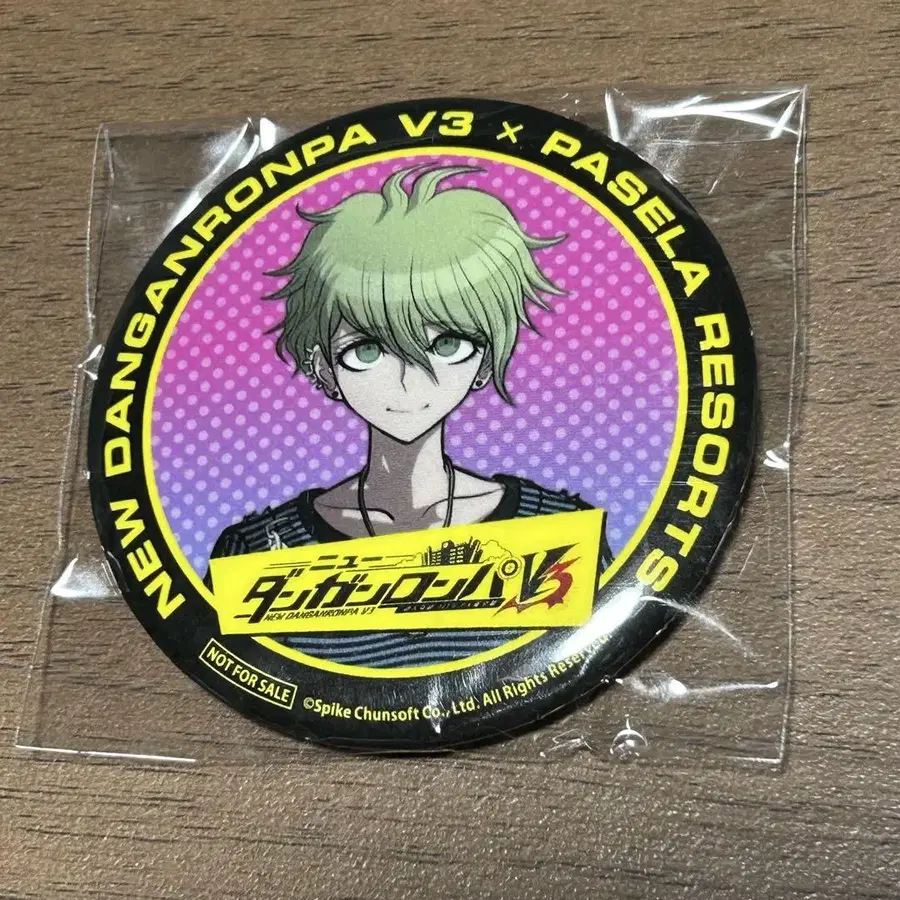 NEW DANGANRONPA V3 × PASELA RESORTS
ニュー
ダンガンロンパV3
NEW DANGANRONPA V3
NOT FOR SALE
©Spike Chunsoft Co., Ltd. All Rights Reserved.